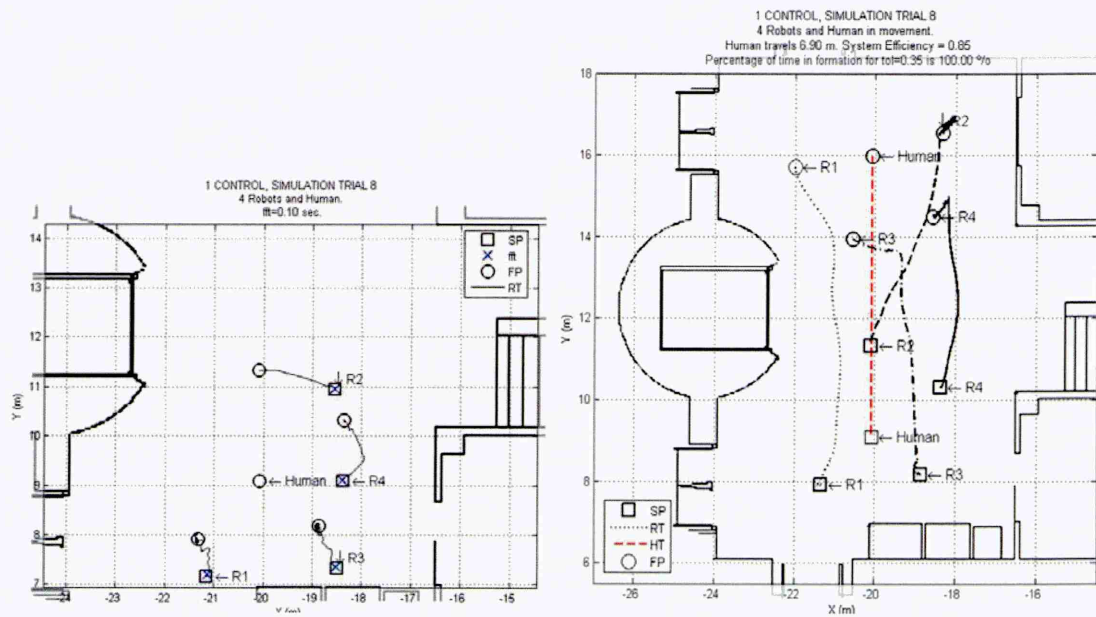 1 CONTROL, SIMULATION TRIAL 8
4 Robots and Human.
fft=0.10 sec.
SP
fft
FP
RT
R2
R4
Human
R3
R1
14
13
12
11
10
9
8
7
-24
-23
-22
-21
-20
-19
-18
-17
-16
-15
Y (m)
1 CONTROL, SIMULATION TRIAL 8
4 Robots and Human in movement.
Human travels 6.90 m. System Efficiency = 0.85
Percentage of time in formation for tol=0.35 is 100.00 %
R2
Human
R1
R4
R3
R2
R4
Human
R3
R1
SP
RT
HT
FP
18
16
14
12
10
8
6
-26
-24
-22
-20
-18
-16
Y (m)
X (m)